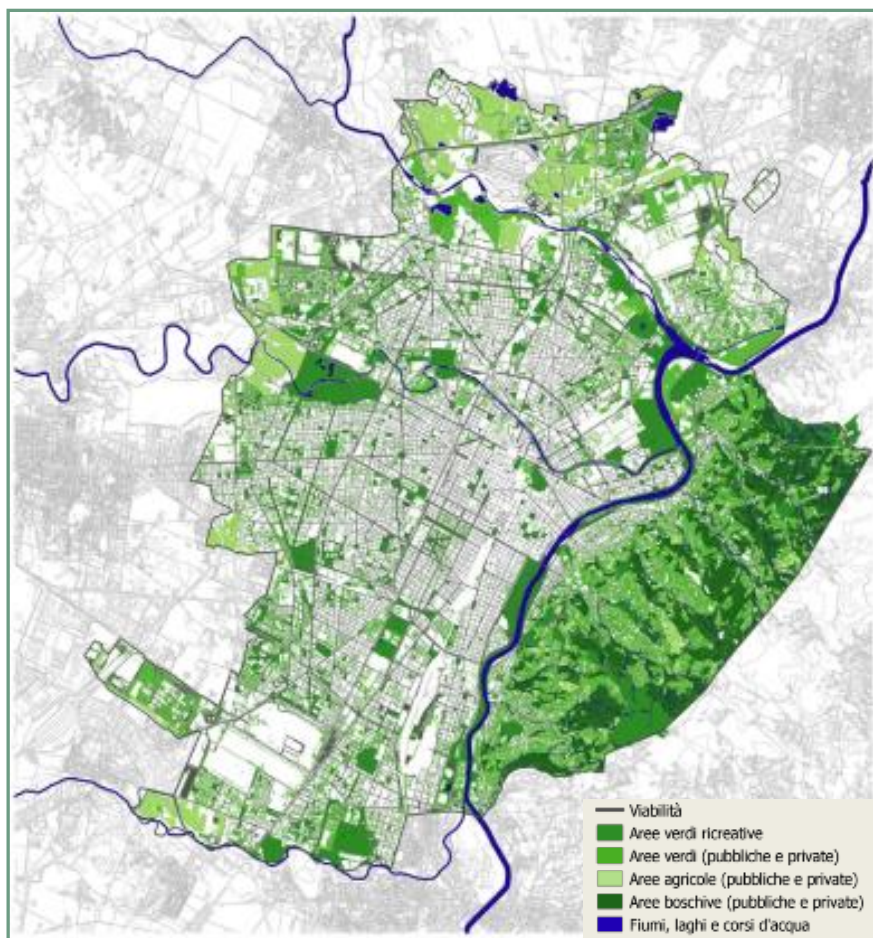 Viabilità
Aree verdi ricreative
Aree verdi (pubbliche e private)
Aree agricole (pubbliche e private)
Aree boschive (pubbliche e private)
Fiumi, laghi e corsi d'acqua